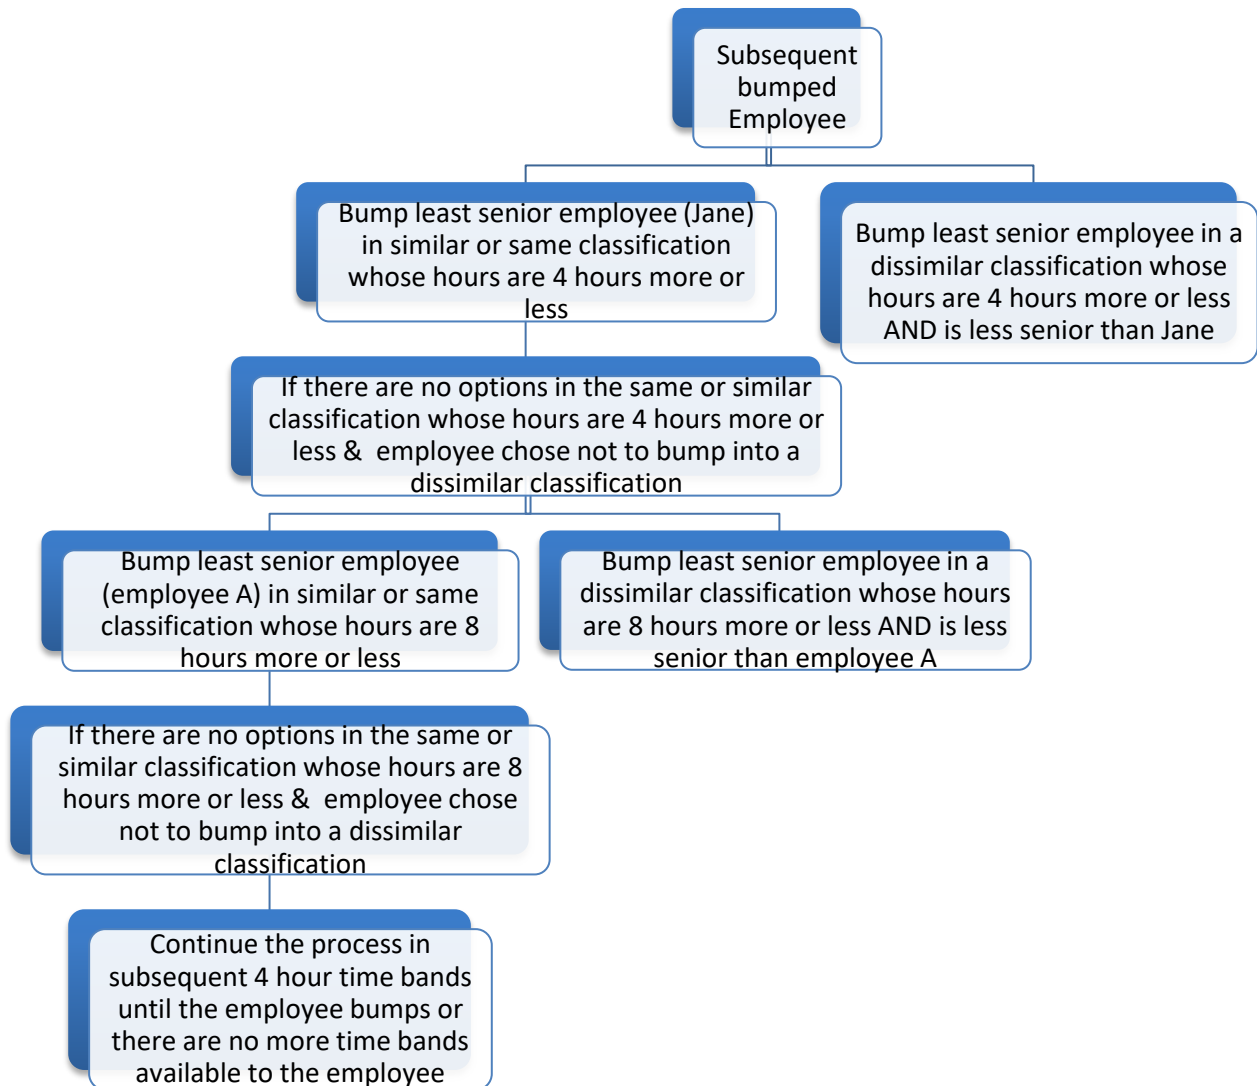 Subsequent
bumped
Employee
Bump least senior employee (Jane)
in similar or same classification
whose hours are 4 hours more or
less
Bump least senior employee in a
dissimilar classification whose
hours are 4 hours more or less
AND is less senior than Jane
If there are no options in the same or similar
classification whose hours are 4 hours more or
less & employee chose not to bump into a
dissimilar classification
Bump least senior employee
(employee A) in similar or same
classification whose hours are 8
hours more or less
Bump least senior employee in a
dissimilar classification whose hours
are 8 hours more or less AND is less
senior than employee A
If there are no options in the same or
similar classification whose hours are 8
hours more or less & employee chose
not to bump into a dissimilar
classification
Continue the process in
subsequent 4 hour time bands
until the employee bumps or
there are no more time bands
available to the employee